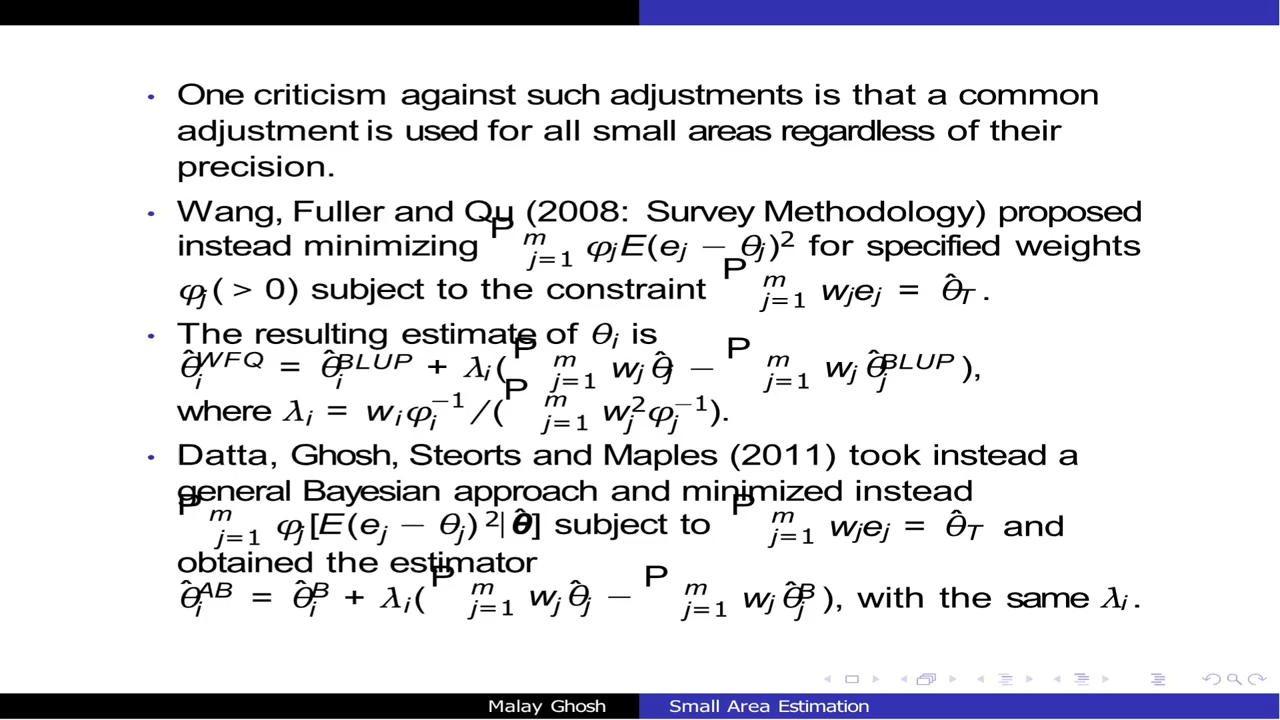 • One criticism against such adjustments is that a common
adjustment is used for all small areas regardless of their
precision.
• Wang, Fuller and Qu (2008: Survey Methodology) proposed
instead minimizing P m j=1 φjE(ej − θj)2 for specified weights
φj ( > 0) subject to the constraint P m j=1 wjej = θ̂T .
• The resulting estimate of θi is
θ̂iWFQ = θ̂iBLUP + λi( P m j=1 wj θ̂j − P m j=1 wj θ̂jBLUP ),
where λi = wiφi−1 /( P m j=1 wj2φj−1).
• Datta, Ghosh, Steorts and Maples (2011) took instead a
general Bayesian approach and minimized instead
P m j=1 φj[E(ej − θj) 2| θ̂] subject to P m j=1 wjej = θ̂T and
obtained the estimator
θ̂iAB = θ̂iB + λi( P m j=1 wj θ̂j − P m j=1 wj θ̂jB ), with the same λi .
Malay Ghosh Small Area Estimation